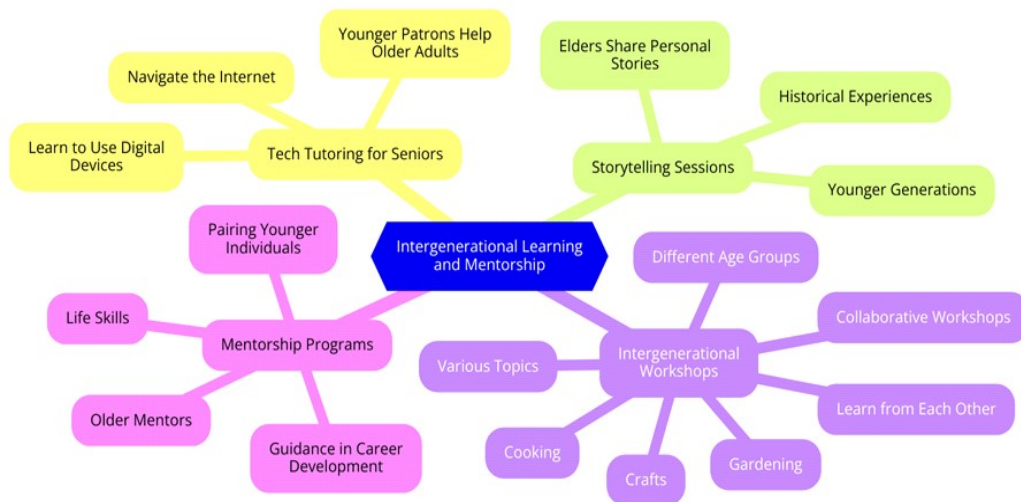 Younger Patrons Help
Older Adults
Navigate the Internet
Learn to Use Digital
Devices
Tech Tutoring for Seniors
Elders Share Personal
Stories
Historical Experiences
Storytelling Sessions
Younger Generations
Intergenerational Learning
and Mentorship
Pairing Younger
Individuals
Life Skills
Mentorship Programs
Older Mentors
Guidance in Career
Development
Different Age Groups
Collaborative Workshops
Intergenerational
Workshops
Various Topics
Learn from Each Other
Cooking
Crafts
Gardening